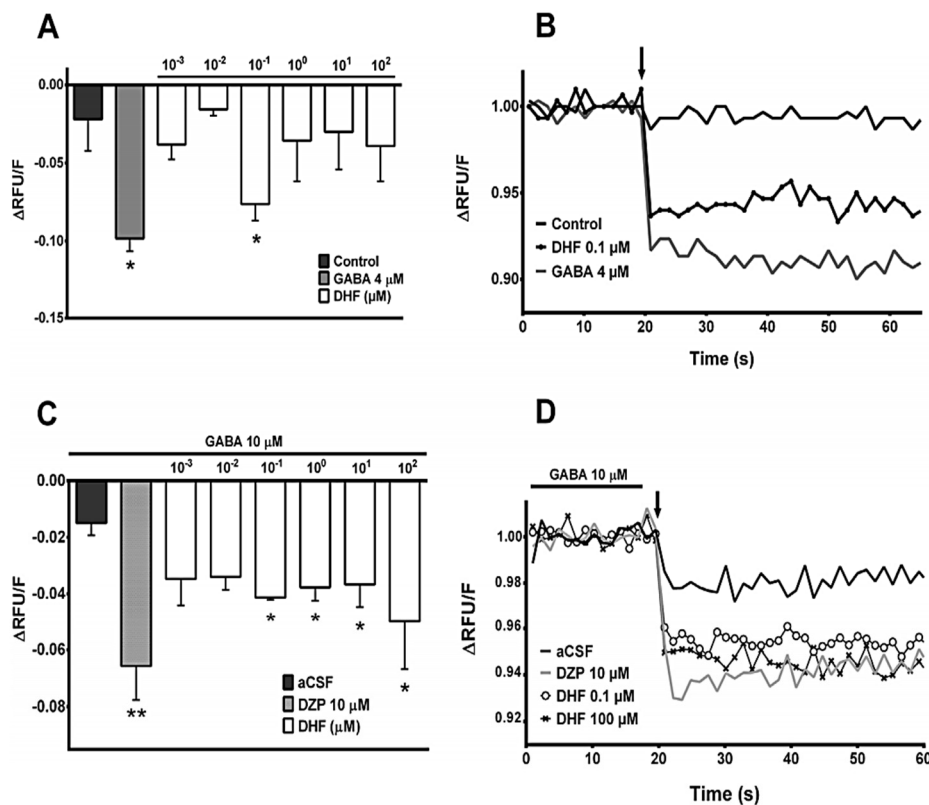 A
10⁻³ 10⁻² 10⁻¹ 10⁰ 10¹ 10²
0.00
-0.05
-0.10
-0.15
ΔRFU/F
*
*
Control
GABA 4 µM
DHF (µM)
B
1.00
0.95
0.90
ΔRFU/F
Control
DHF 0.1 µM
GABA 4 µM
0 10 20 30 40 50 60
Time (s)
C
GABA 10 µM
10⁻³ 10⁻² 10⁻¹ 10⁰ 10¹ 10²
0.00
-0.02
-0.04
-0.06
-0.08
ΔRFU/F
**
*
*
*
*
aCSF
DZP 10 µM
DHF (µM)
D
GABA 10 µM
1.00
0.98
0.96
0.94
0.92
ΔRFU/F
aCSF
DZP 10 µM
DHF 0.1 µM
DHF 100 µM
0 10 20 30 40 50 60
Time (s)